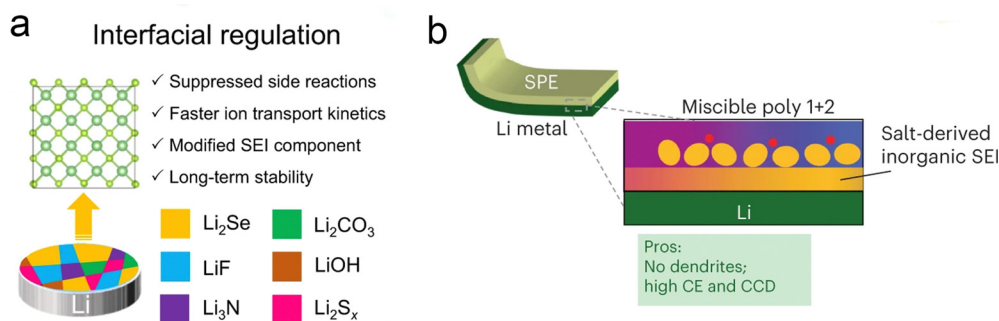 a
Interfacial regulation
✓ Suppressed side reactions
✓ Faster ion transport kinetics
✓ Modified SEI component
✓ Long-term stability
Li
Li₂Se
Li₂CO₃
LiF
LiOH
Li₃N
Li₂Sₓ
b
SPE
Li metal
Miscible poly 1+2
Salt-derived
inorganic SEI
Li
Pros:
No dendrites;
high CE and CCD